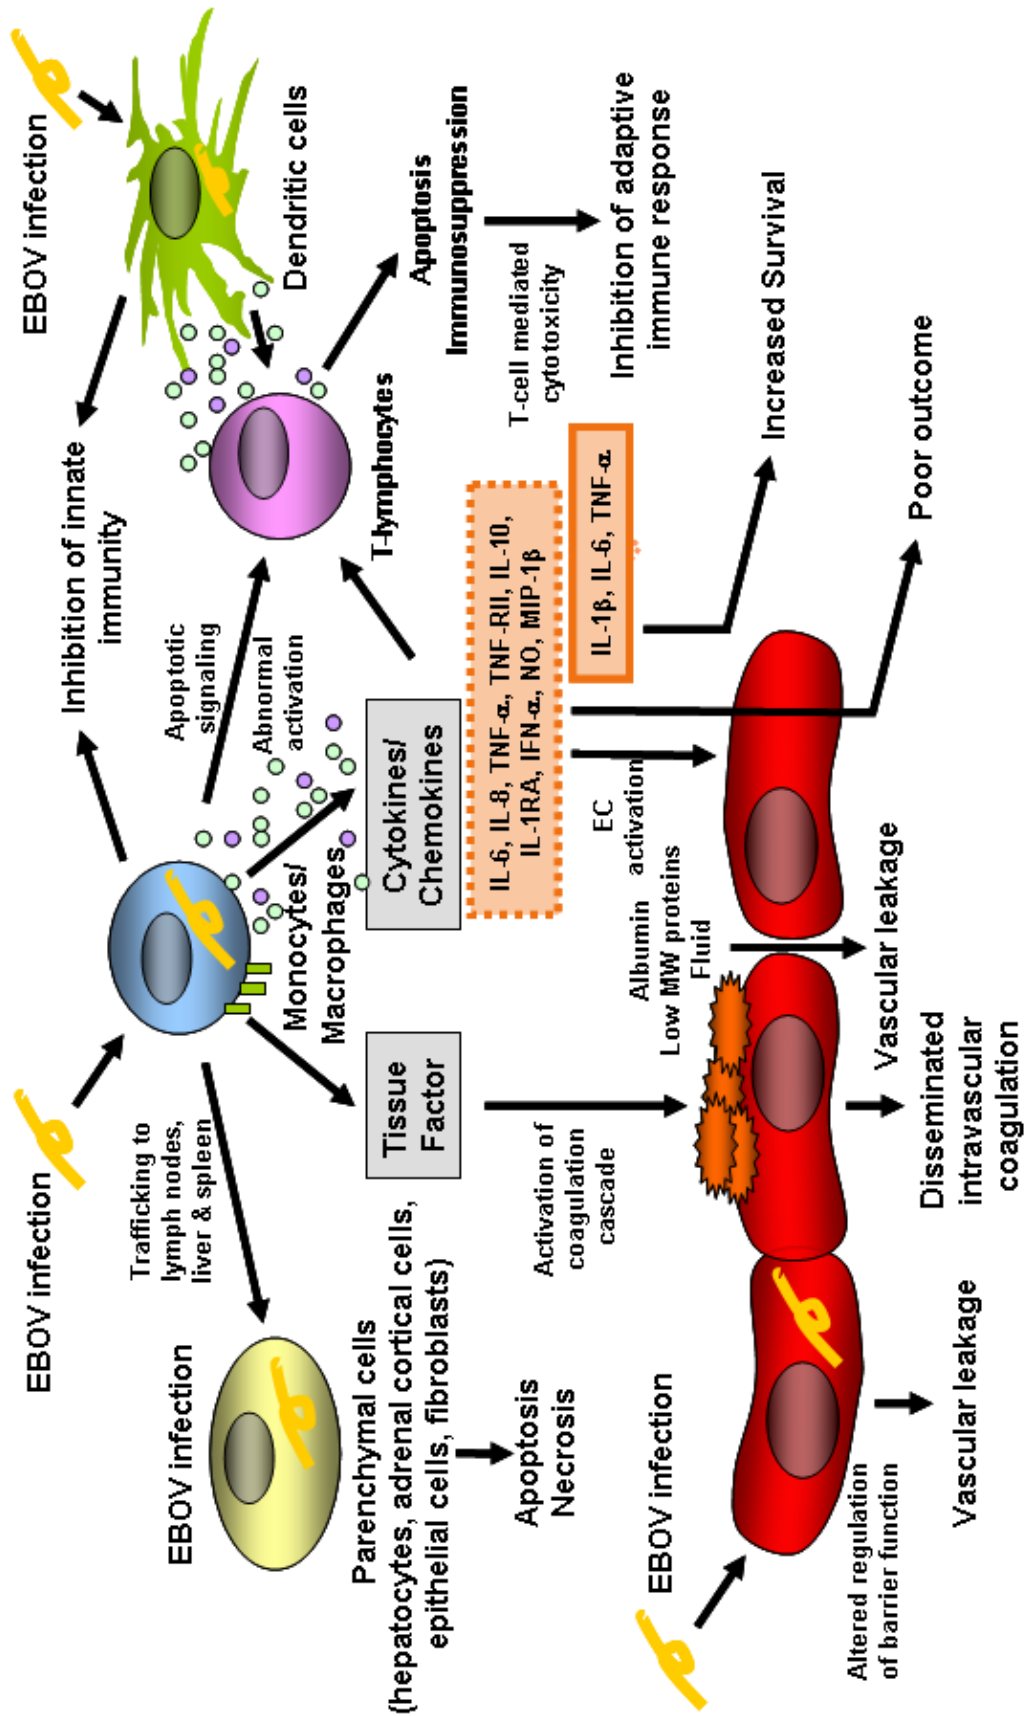 EBOV infection
EBOV infection
Inhibition of innate
immunity
Trafficking to
lymph nodes,
liver & spleen
Apoptotic
signaling
Abnormal
activation
EBOV infection
Monocytes/
Macrophages
Dendritic cells
T-lymphocytes
Parenchymal cells
(hepatocytes, adrenal cortical cells,
epithelial cells, fibroblasts)
Tissue
Factor
Cytokines/
Chemokines
Apoptosis
Immunosuppression
Apoptosis
Necrosis
IL-6, IL-8, TNF-α, TNF-RII, IL-10,
IL-1RA, IFN-α, NO, MIP-1β
T-cell mediated
cytotoxicity
IL-1β, IL-6, TNF-α
Inhibition of adaptive
immune response
Activation of
coagulation
cascade
EC
activation
Albumin
Low MW proteins
Fluid
EBOV infection
Increased Survival
Altered regulation
of barrier function
Vascular leakage
Poor outcome
Vascular leakage
Disseminated
intravascular
coagulation